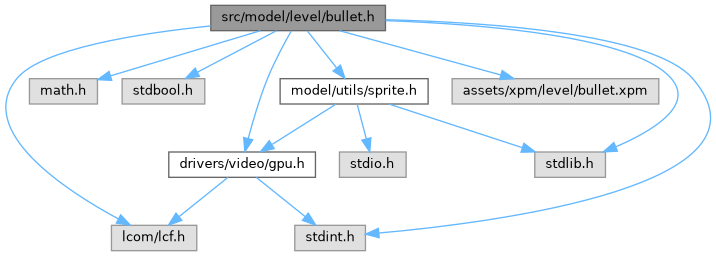 src/model/level/bullet.h
math.h
stdbool.h
model/utils/sprite.h
assets/xpm/level/bullet.xpm
drivers/video/gpu.h
stdio.h
stdlib.h
lcom/lcf.h
stdint.h